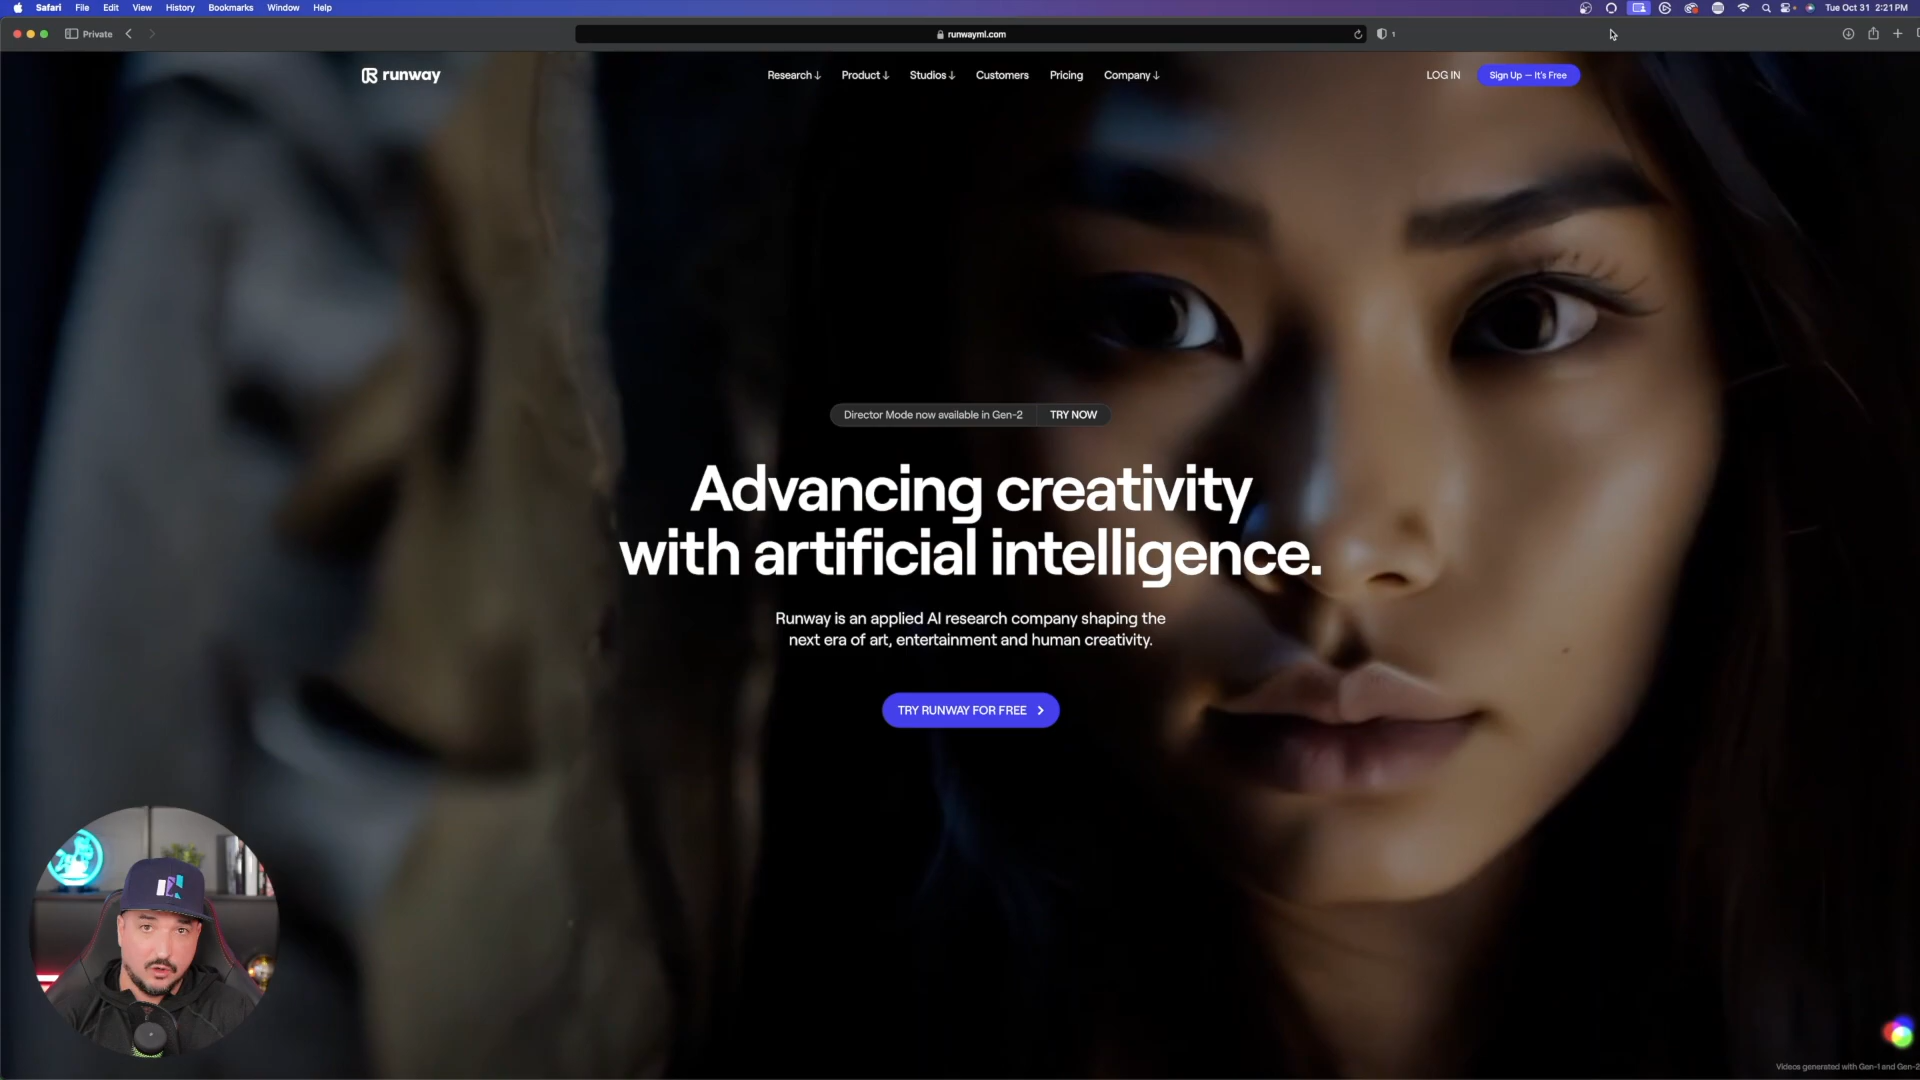 Safari File Edit View History Bookmarks Window Help
Tue Oct 31 2:21 PM
Private
runwayml.com
1
runway
Research ↓ Product ↓ Studios ↓ Customers Pricing Company ↓
LOG IN
Sign Up — It's Free
Director Mode now available in Gen-2 TRY NOW
Advancing creativity
with artificial intelligence.
Runway is an applied AI research company shaping the
next era of art, entertainment and human creativity.
TRY RUNWAY FOR FREE
Videos generated with Gen-1 and Gen-2